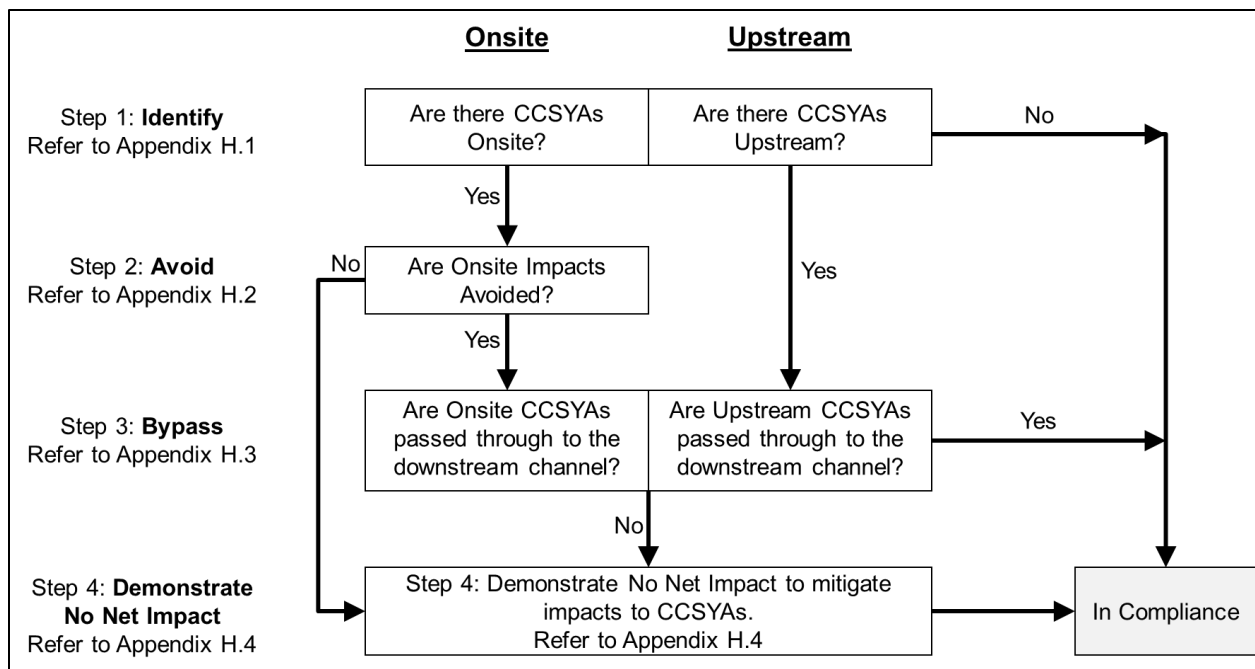 Onsite
Upstream
Step 1: Identify
Refer to Appendix H.1
Are there CCSYAs
Onsite?
Are there CCSYAs
Upstream?
No
Yes
Step 2: Avoid
Refer to Appendix H.2
No
Are Onsite Impacts
Avoided?
Yes
Yes
Step 3: Bypass
Refer to Appendix H.3
Are Onsite CCSYAs
passed through to the
downstream channel?
Are Upstream CCSYAs
passed through to the
downstream channel?
Yes
No
Step 4: Demonstrate
No Net Impact
Refer to Appendix H.4
Step 4: Demonstrate No Net Impact to mitigate
impacts to CCSYAs.
Refer to Appendix H.4
In Compliance